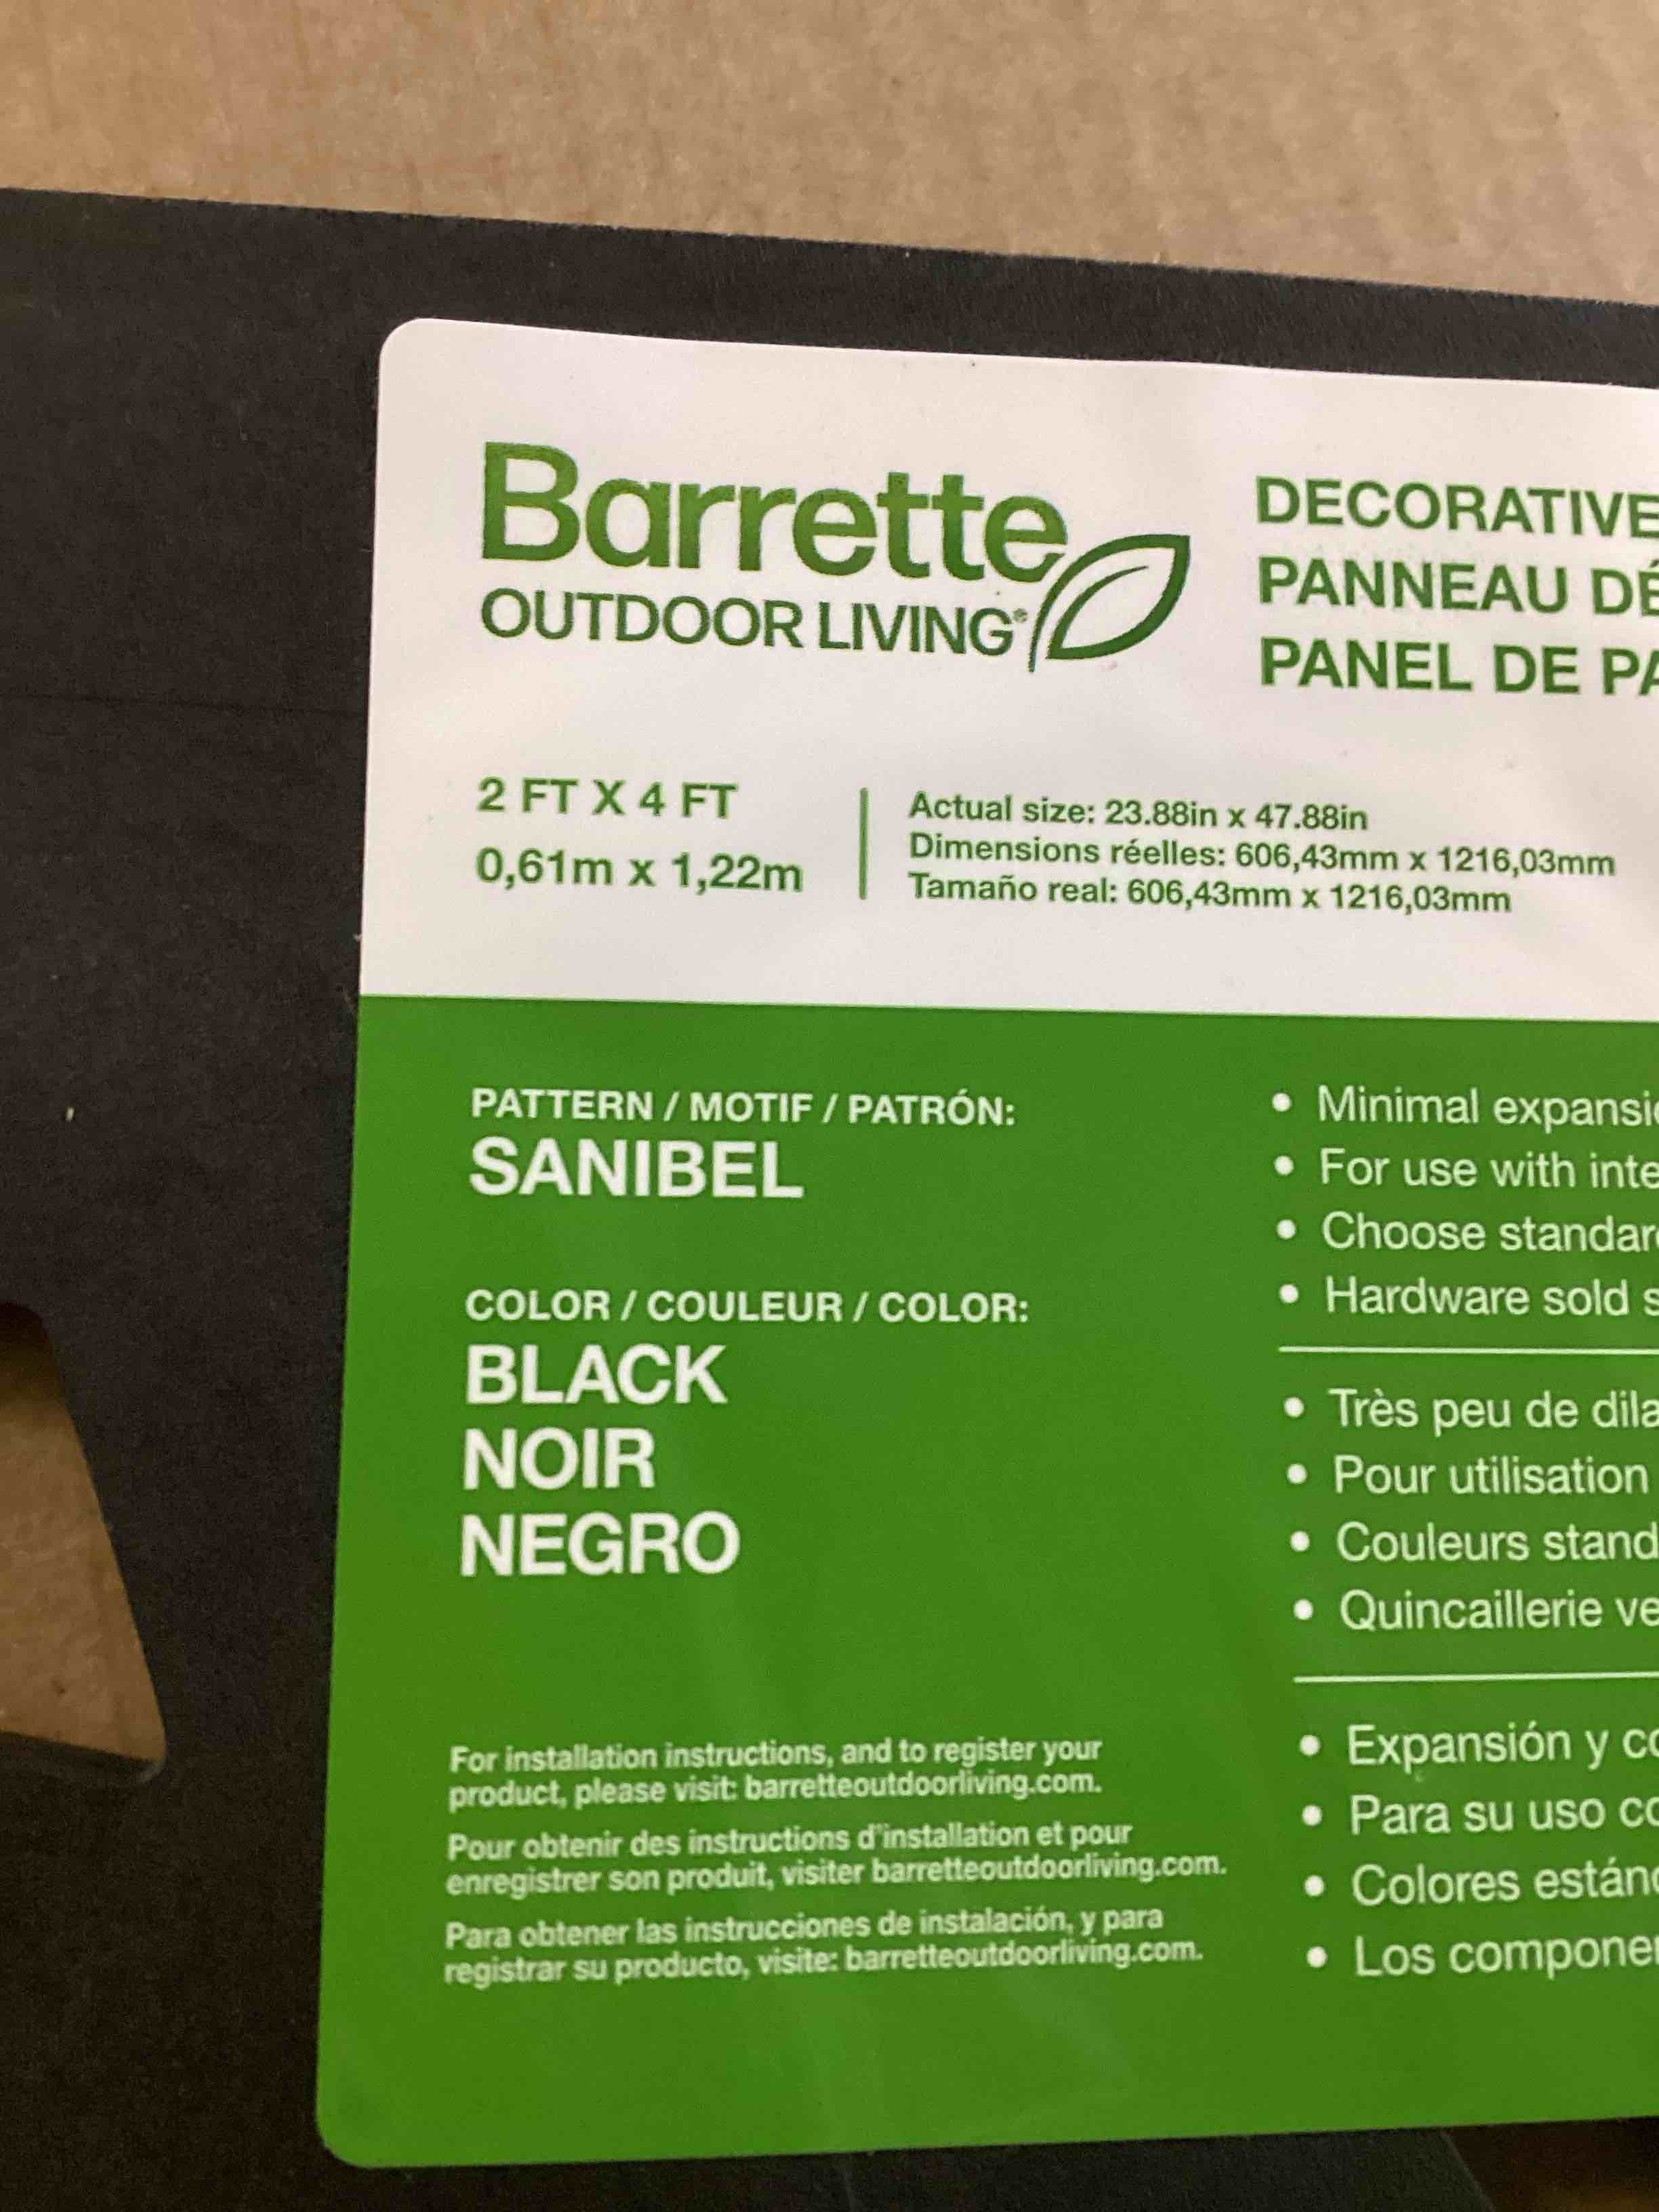 Barrette
OUTDOOR LIVING®
DECORATIVE
PANNEAU DÉ
PANEL DE PA
2 FT X 4 FT
0,61m x 1,22m
Actual size: 23.88in x 47.88in
Dimensions réelles: 606,43mm x 1216,03mm
Tamaño real: 606,43mm x 1216,03mm
PATTERN / MOTIF / PATRÓN:
SANIBEL
COLOR / COULEUR / COLOR:
BLACK
NOIR
NEGRO
For installation instructions, and to register your
product, please visit: barretteoutdoorliving.com.
Pour obtenir des instructions d'installation et pour
enregistrer son produit, visiter barretteoutdoorliving.com.
Para obtener las instrucciones de instalación, y para
registrar su producto, visite: barretteoutdoorliving.com.
• Minimal expansi
• For use with inte
• Choose standar
• Hardware sold s
• Très peu de dila
• Pour utilisation
• Couleurs stand
• Quincaillerie ve
• Expansión y co
• Para su uso co
• Colores están
• Los compone